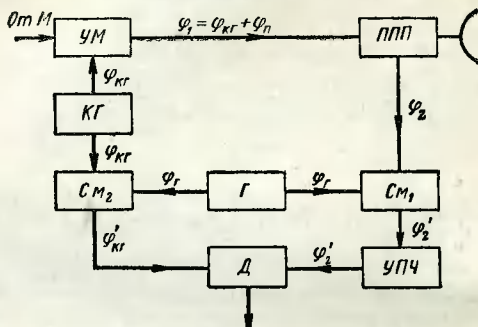 От М
УМ
φ₁ = φкг + φп
ППП
φкг
КГ
φ₂
φкг
См₂
φг
Г
φг
См₁
φ'кг
φ'₂
Д
φ'₂
УПЧ